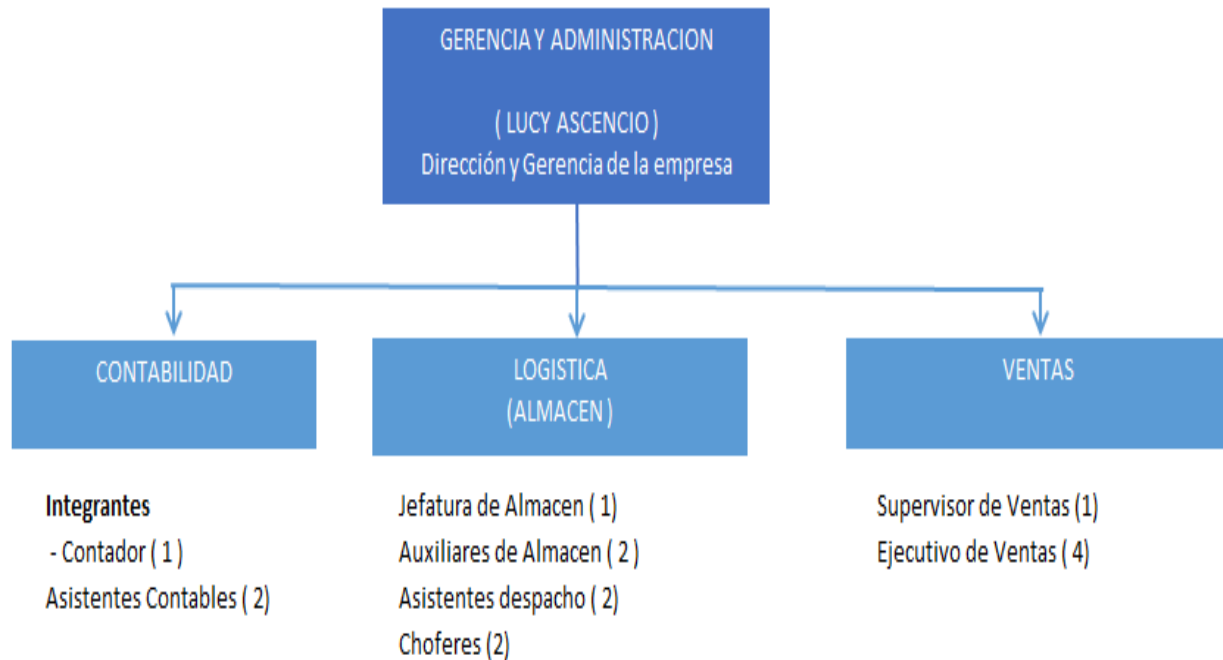 GERENCIA Y ADMINISTRACION
( LUCY ASCENCIO )
Dirección y Gerencia de la empresa
CONTABILIDAD
Integrantes
- Contador ( 1 )
Asistentes Contables ( 2)
LOGISTICA
(ALMACEN )
Jefatura de Almacen ( 1)
Auxiliares de Almacen ( 2 )
Asistentes despacho ( 2)
Choferes (2)
VENTAS
Supervisor de Ventas (1)
Ejecutivo de Ventas ( 4)